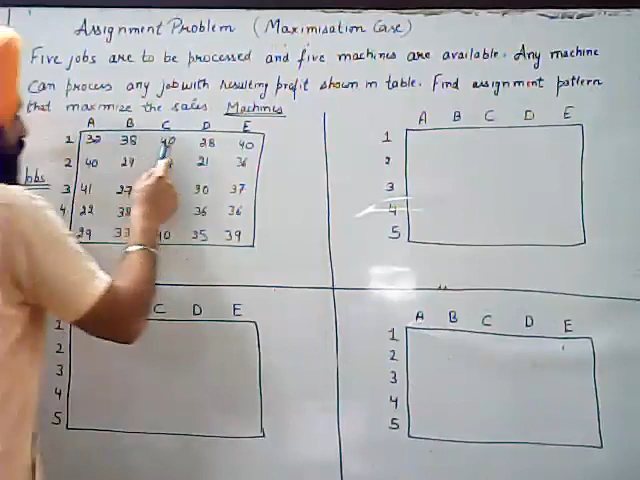 Assignment Problem (Maximisation Case)
Five jobs are to be processed and five machines are available. Any machine
can process any job with resulting profit shown in table. Find assignment pattern
that maximize the sales Machines
A B C D E
1 32 38 40 28 40
2 40 24 21 36
Jobs
3 41 27 30 37
4 22 38 36 36
29 33 40 35 39
A B C D E
1
2
3
4
5
C D E
1
2
3
4
5
A B C D E
1
2
3
4
5